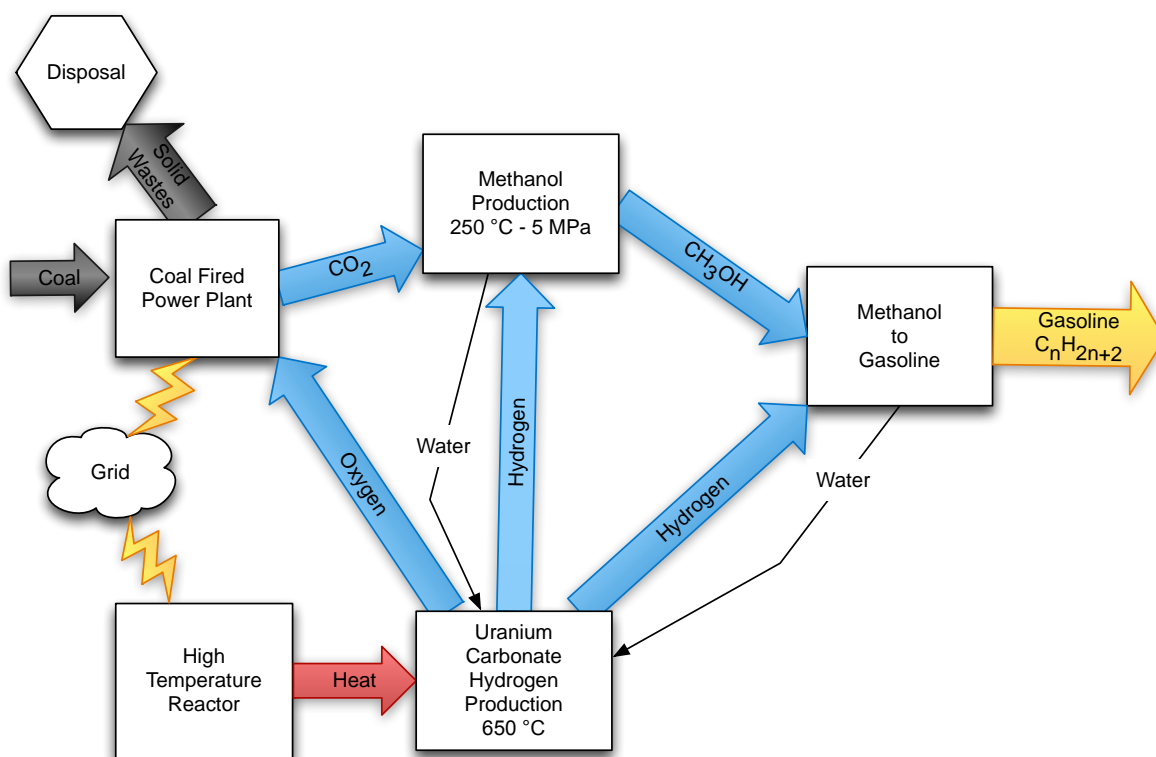 Disposal
Solid
Wastes
Coal
Coal Fired
Power Plant
CO₂
Methanol
Production
250 °C - 5 MPa
CH₃OH
Methanol
to
Gasoline
Gasoline
CₙH₂ₙ₊₂
Grid
Oxygen
Water
Hydrogen
Hydrogen
Water
High
Temperature
Reactor
Heat
Uranium
Carbonate
Hydrogen
Production
650 °C